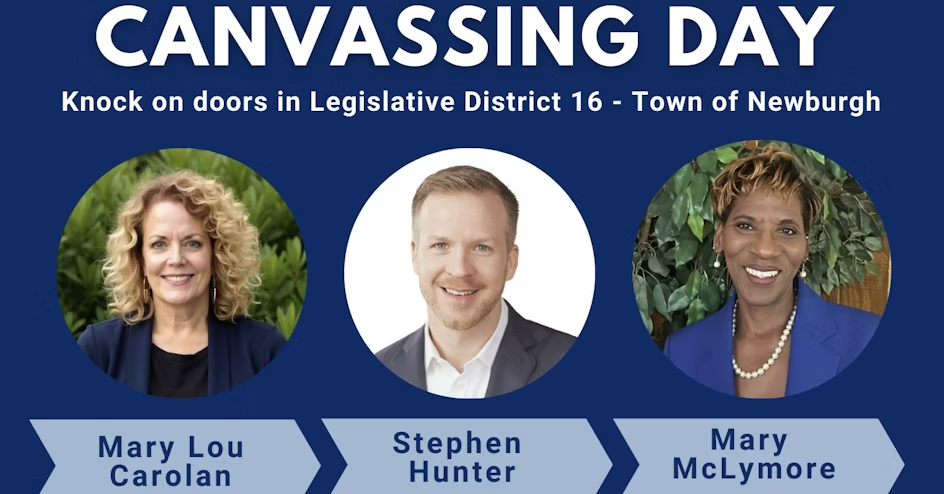 CANVASSING DAY
Knock on doors in Legislative District 16 - Town of Newburgh
Mary Lou
Carolan
Stephen
Hunter
Mary
McLymore